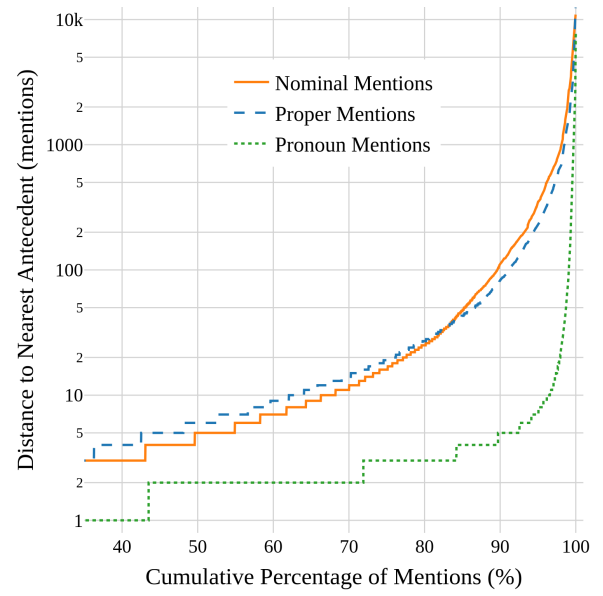 10k
5
2
1000
5
2
100
5
2
10
5
2
1
Distance to Nearest Antecedent (mentions)
Nominal Mentions
Proper Mentions
Pronoun Mentions
40 50 60 70 80 90 100
Cumulative Percentage of Mentions (%)